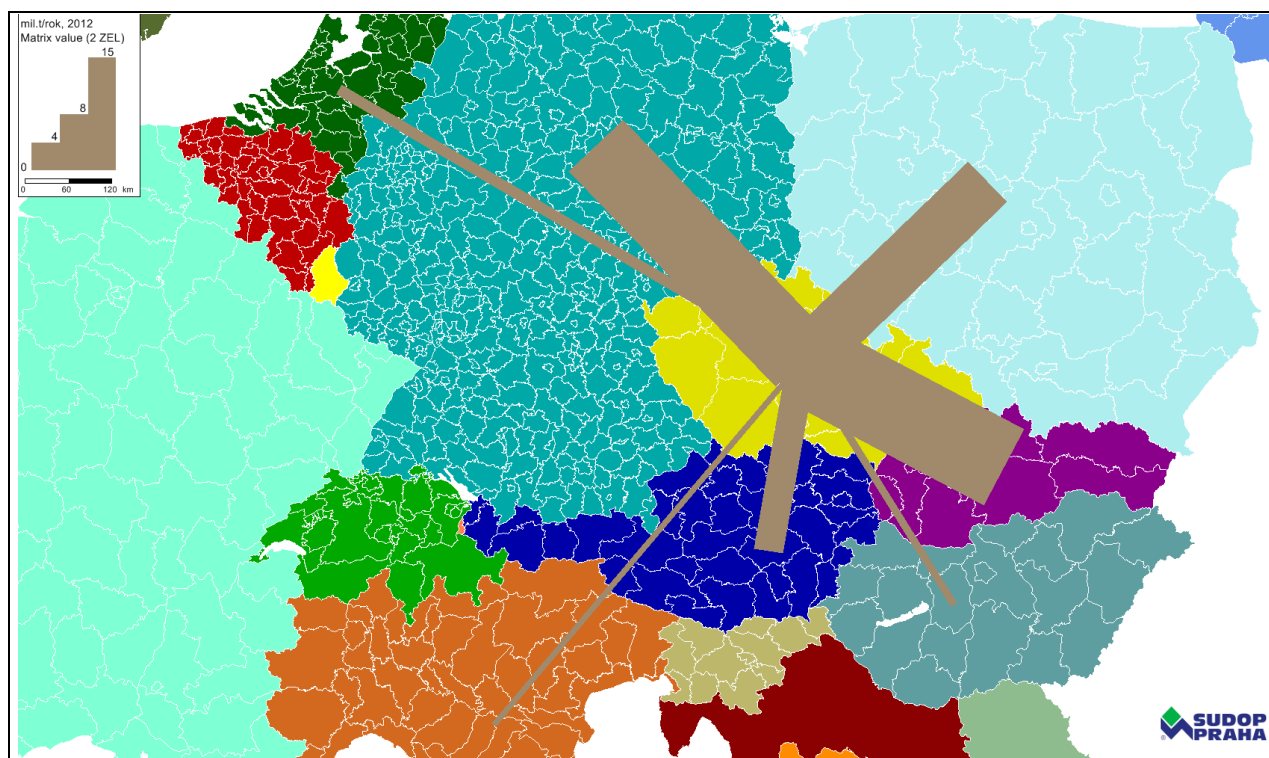 mil.t/rok, 2012
Matrix value (2 ZEL)
15
8
4
0
0 60 120 km
SUDOP
PRAHA
®